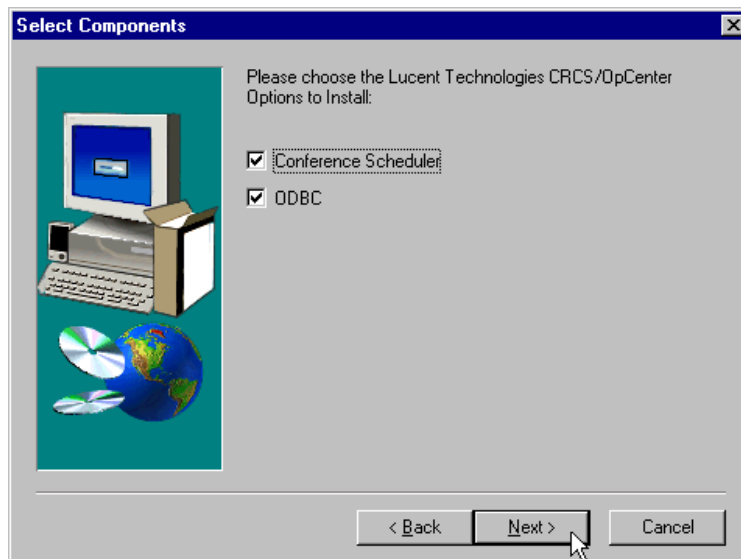 Select Components
Please choose the Lucent Technologies CRCS/OpCenter
Options to Install:
Conference Scheduler
ODBC
< Back
Next >
Cancel